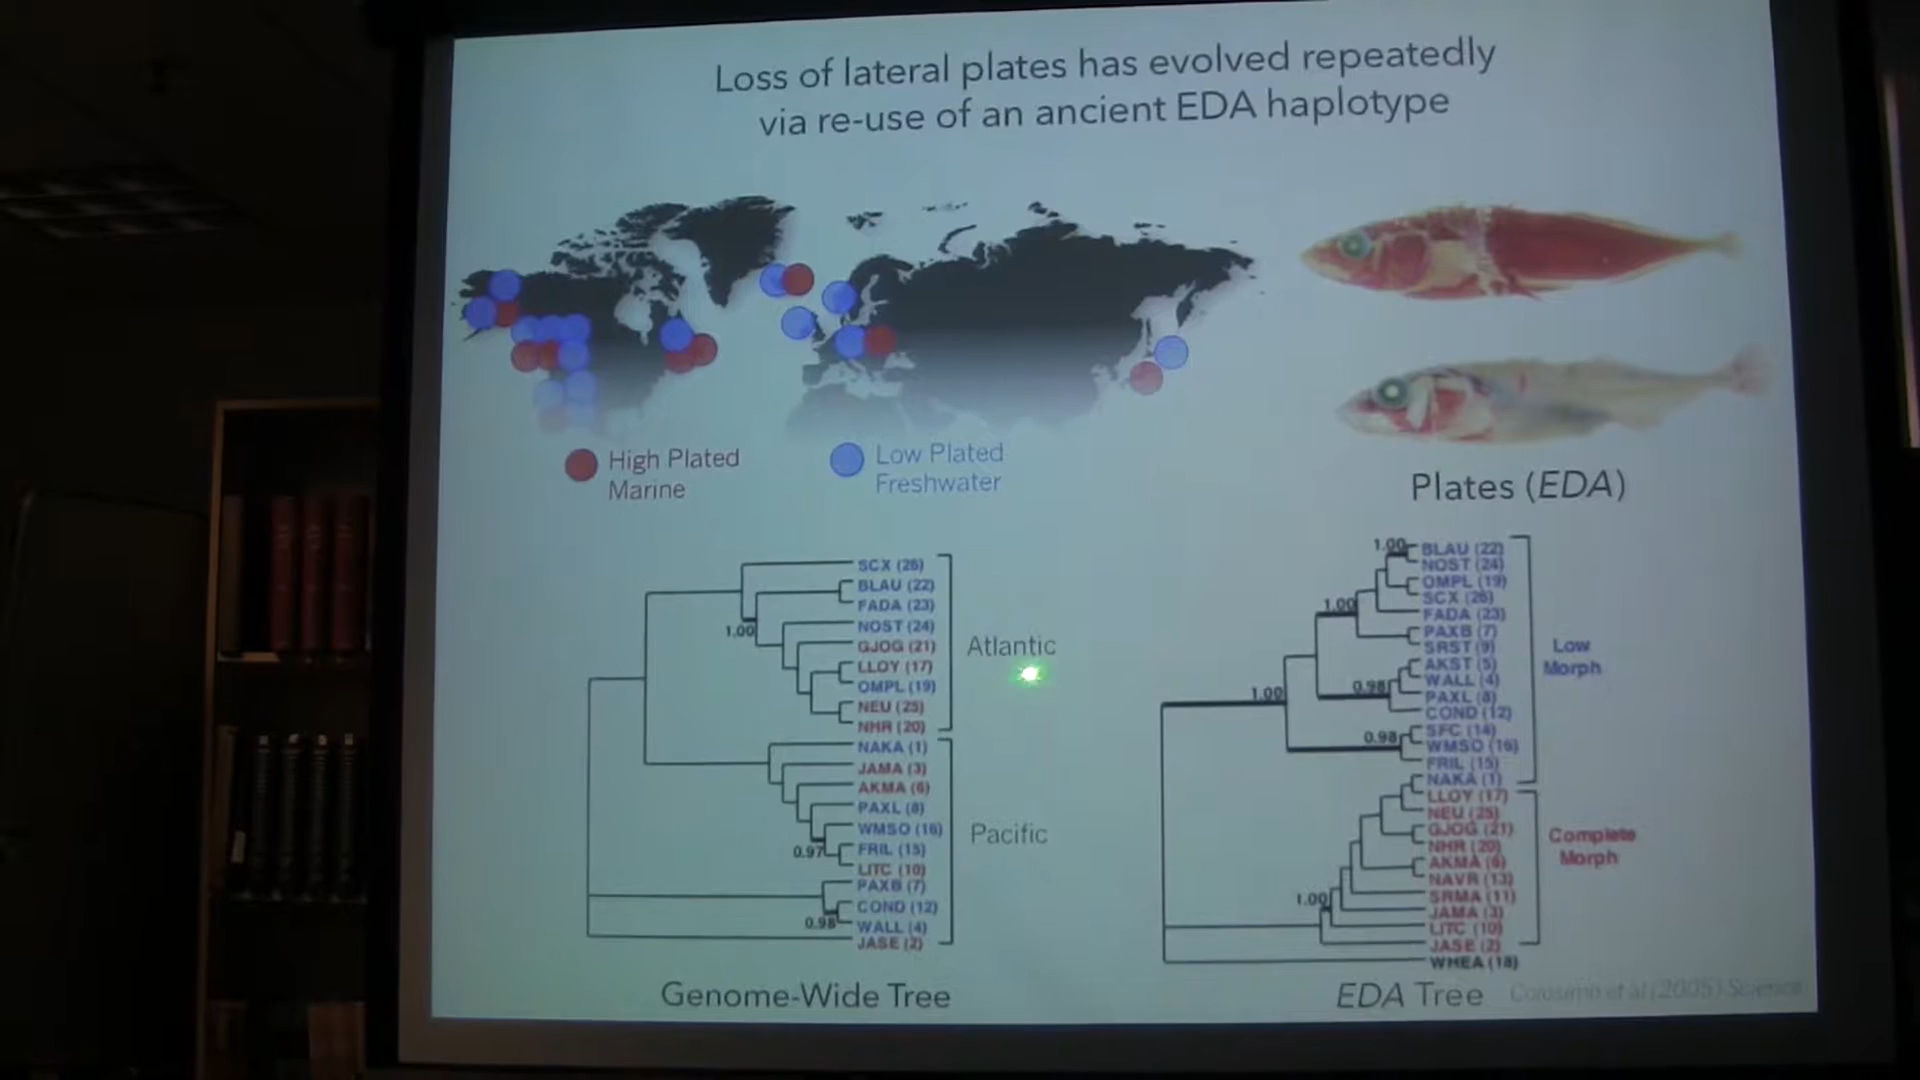 Loss of lateral plates has evolved repeatedly
via re-use of an ancient EDA haplotype
High Plated
Marine
Low Plated
Freshwater
Plates (EDA)
SCX (26)
BLAU (22)
FADA (23)
1.00
NOST (24)
GJOG (21)
LLOY (17)
OMPL (19)
NEU (25)
NHR (20)
Atlantic
NAKA (1)
JAMA (3)
AKMA (6)
PAXL (8)
WMSO (16)
0.97
FRIL (15)
LITC (10)
PAXB (7)
COND (12)
0.98
WALL (4)
JASE (2)
Pacific
Genome-Wide Tree
1.00
BLAU (22)
NOST (24)
OMPL (19)
SCX (26)
1.00
FADA (23)
PAXB (7)
SRST (9)
AKST (5)
WALL (4)
0.98
1.00
PAXL (8)
COND (12)
SFC (14)
0.98
WMSO (16)
FRIL (15)
NAKA (1)
Low
Morph
LLOY (17)
NEU (25)
GJOG (21)
NHR (20)
AKMA (6)
NAVR (13)
1.00
SRMA (11)
JAMA (3)
LITC (10)
JASE (2)
WHEA (18)
Complete
Morph
EDA Tree
Colosimo et al (2005) Science